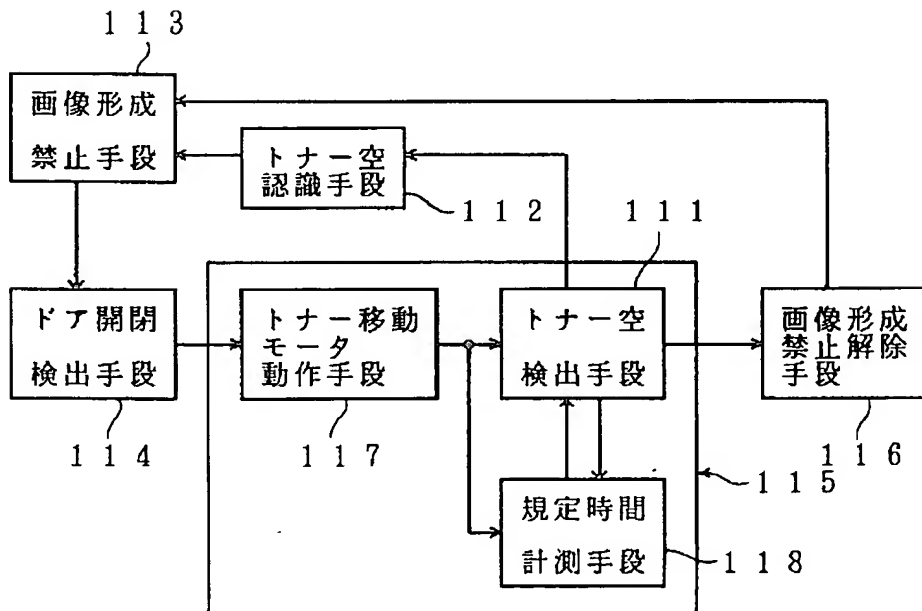 113
画像形成
禁止手段
トナー空
認識手段
112
111
ドア開閉
検出手段
114
トナー移動
モータ
動作手段
117
トナー空
検出手段
画像形成
禁止解除
手段
116
115
規定時間
計測手段
118